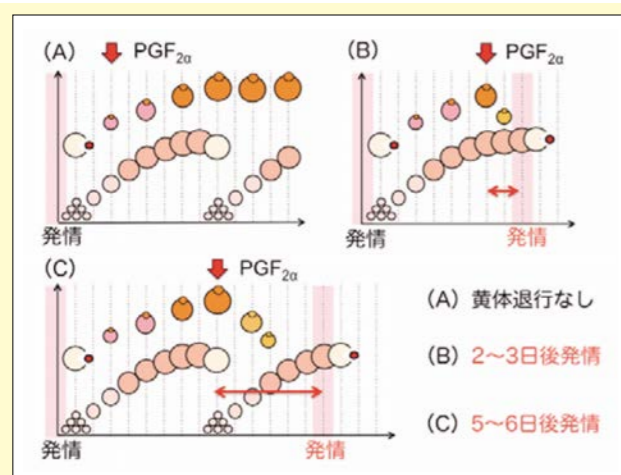 (A) PGF2α
(B) PGF2α
発情
発情 発情
(C) PGF2α
(A) 黄体退行なし
(B) 2〜3日後発情
(C) 5〜6日後発情
発情 発情